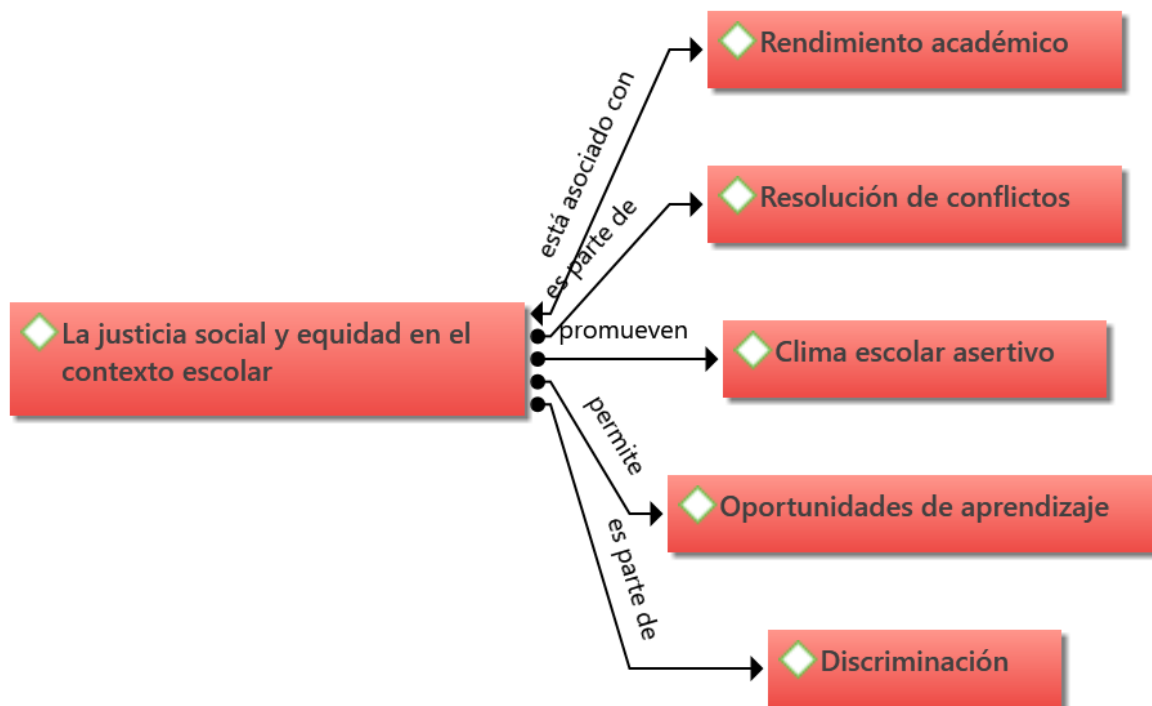 Rendimiento académico
está asociado con
Resolución de conflictos
es parte de
La justicia social y equidad en el
contexto escolar
promueven
Clima escolar asertivo
permite
Oportunidades de aprendizaje
es parte de
Discriminación